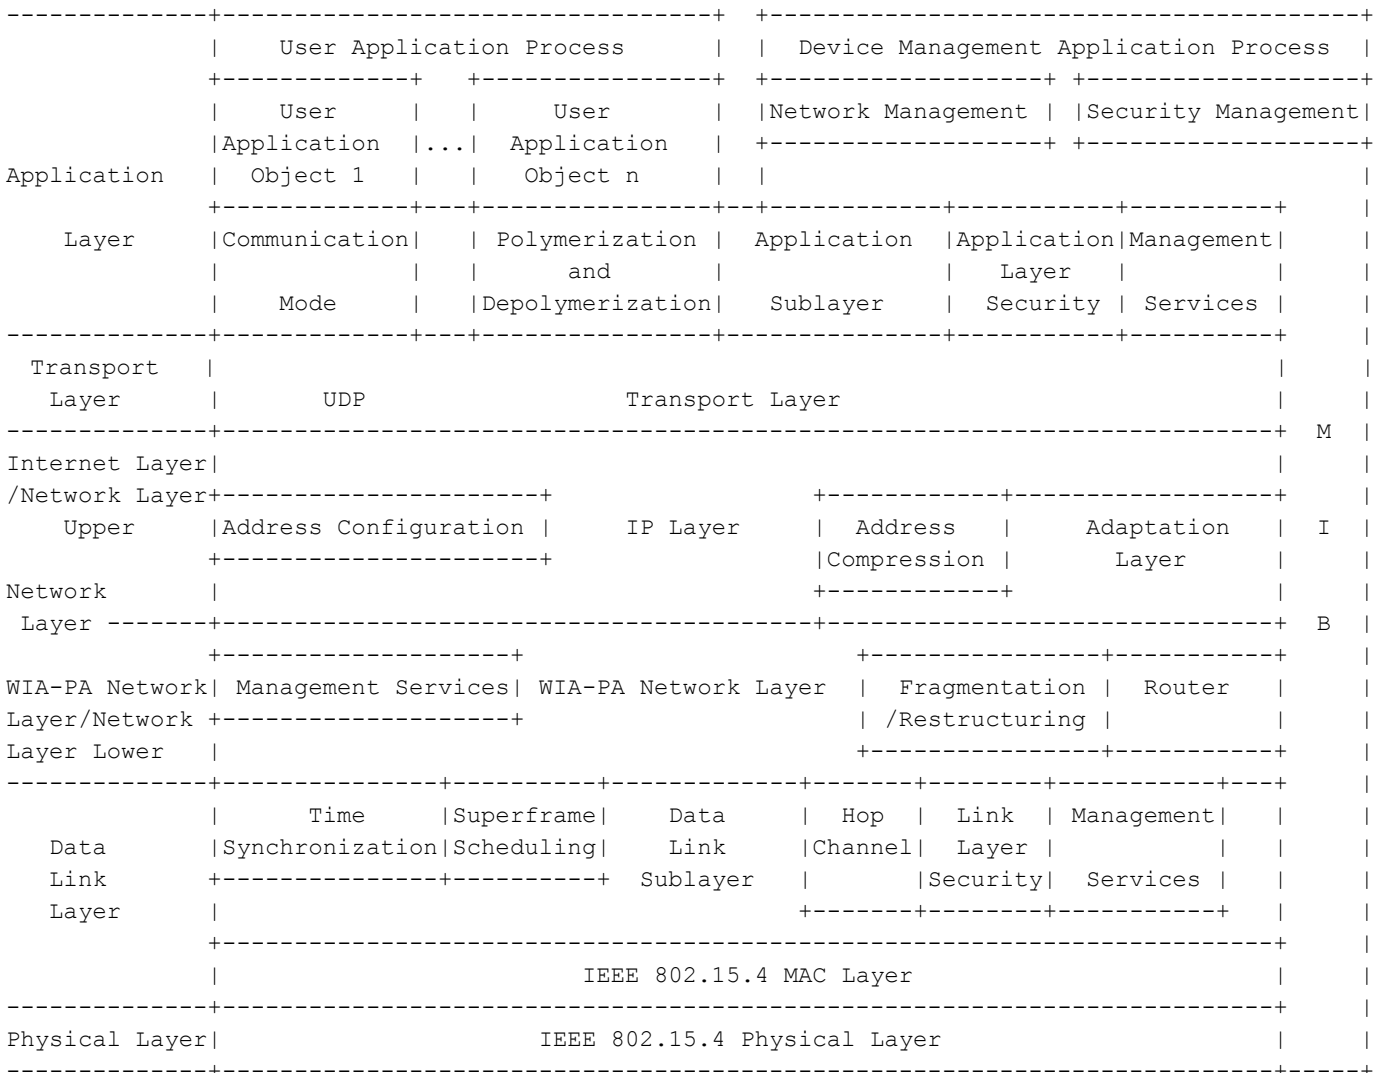 User Application Process Device Management Application Process
User User Network Management Security Management
Application ... Application
Application Object 1 Object n
Layer Communication Polymerization Application Application Management
and Layer
Mode Depolymerization Sublayer Security Services
Transport
Layer UDP Transport Layer
M
Internet Layer
/Network Layer
Upper Address Configuration IP Layer Address Adaptation I
Compression Layer
Network
Layer B
WIA-PA Network Management Services WIA-PA Network Layer Fragmentation Router
Layer/Network /Restructuring
Layer Lower
Time Superframe Data Hop Link Management
Data Synchronization Scheduling Link Channel Layer
Link Sublayer Security Services
Layer
IEEE 802.15.4 MAC Layer
Physical Layer IEEE 802.15.4 Physical Layer